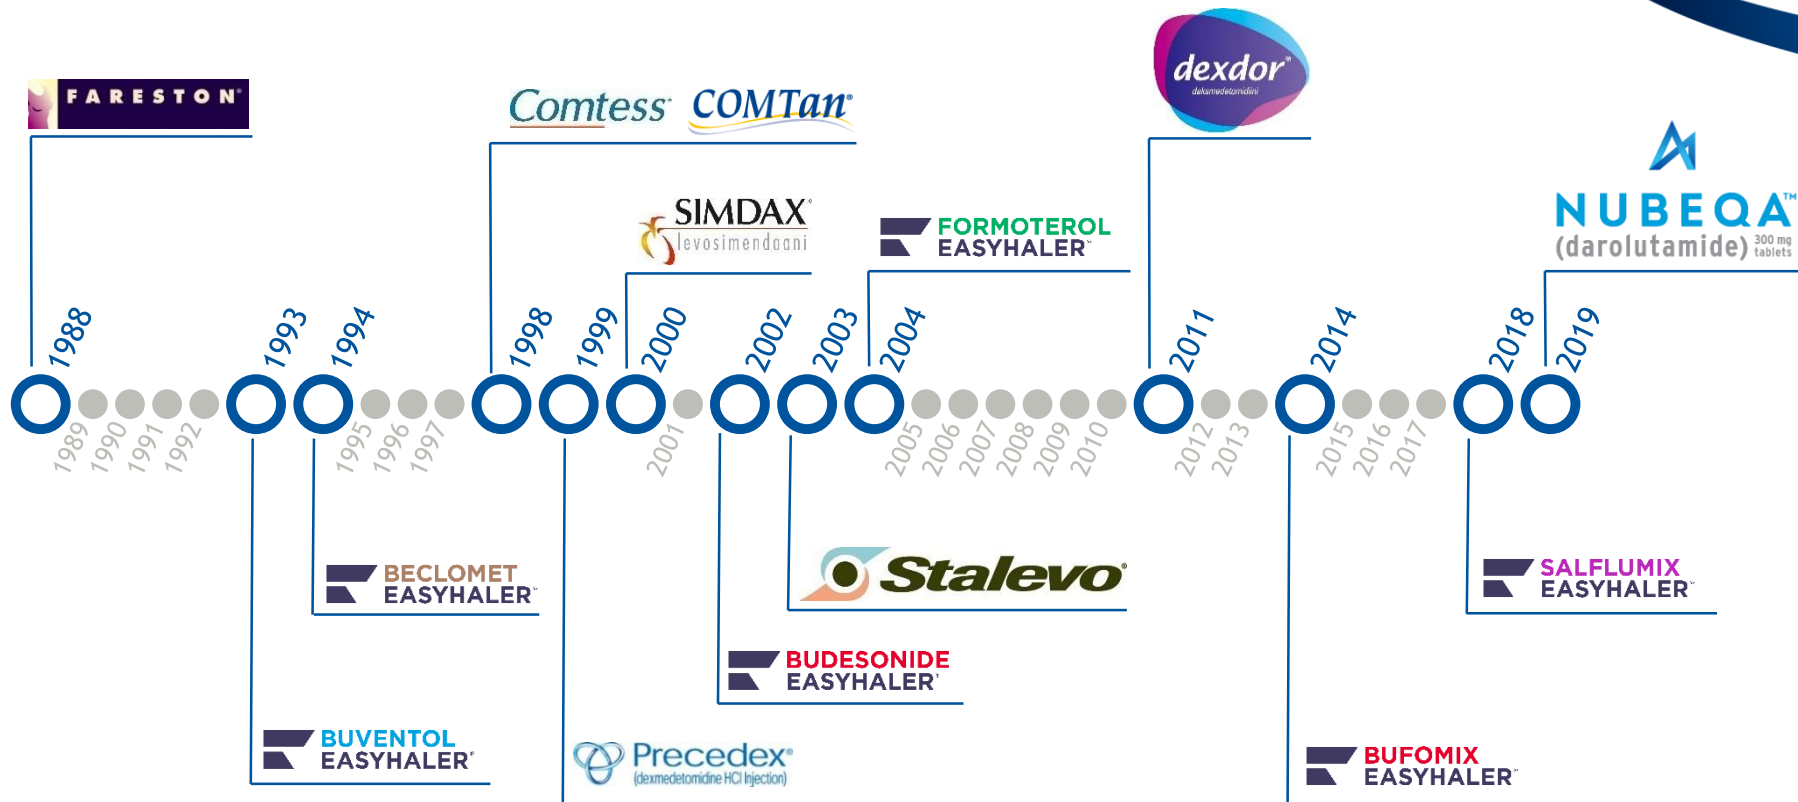 FARESTON®
Comtess® COMTan®
dexdor®
deksmedetomidiini
SIMDAX®
levosimendaani
FORMOTEROL
EASYHALER
NUBEQA™
(darolutamide) 300 mg tablets
1988
1989
1990
1991
1992
1993
1994
1995
1996
1997
1998
1999
2000
2001
2002
2003
2004
2005
2006
2007
2008
2009
2010
2011
2012
2013
2014
2015
2016
2017
2018
2019
BECLOMET
EASYHALER
Stalevo®
SALFLUMIX
EASYHALER
BUDESONIDE
EASYHALER
BUVENTOL
EASYHALER
Precedex®
(dexmedetomidine HCl Injection)
BUFOMIX
EASYHALER